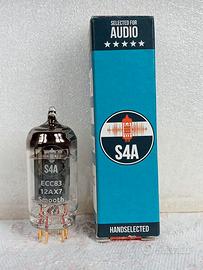 SELECTED FOR
AUDIO
S4A
HANDSELECTED
S4A
ECC83
12AX7
Smooth